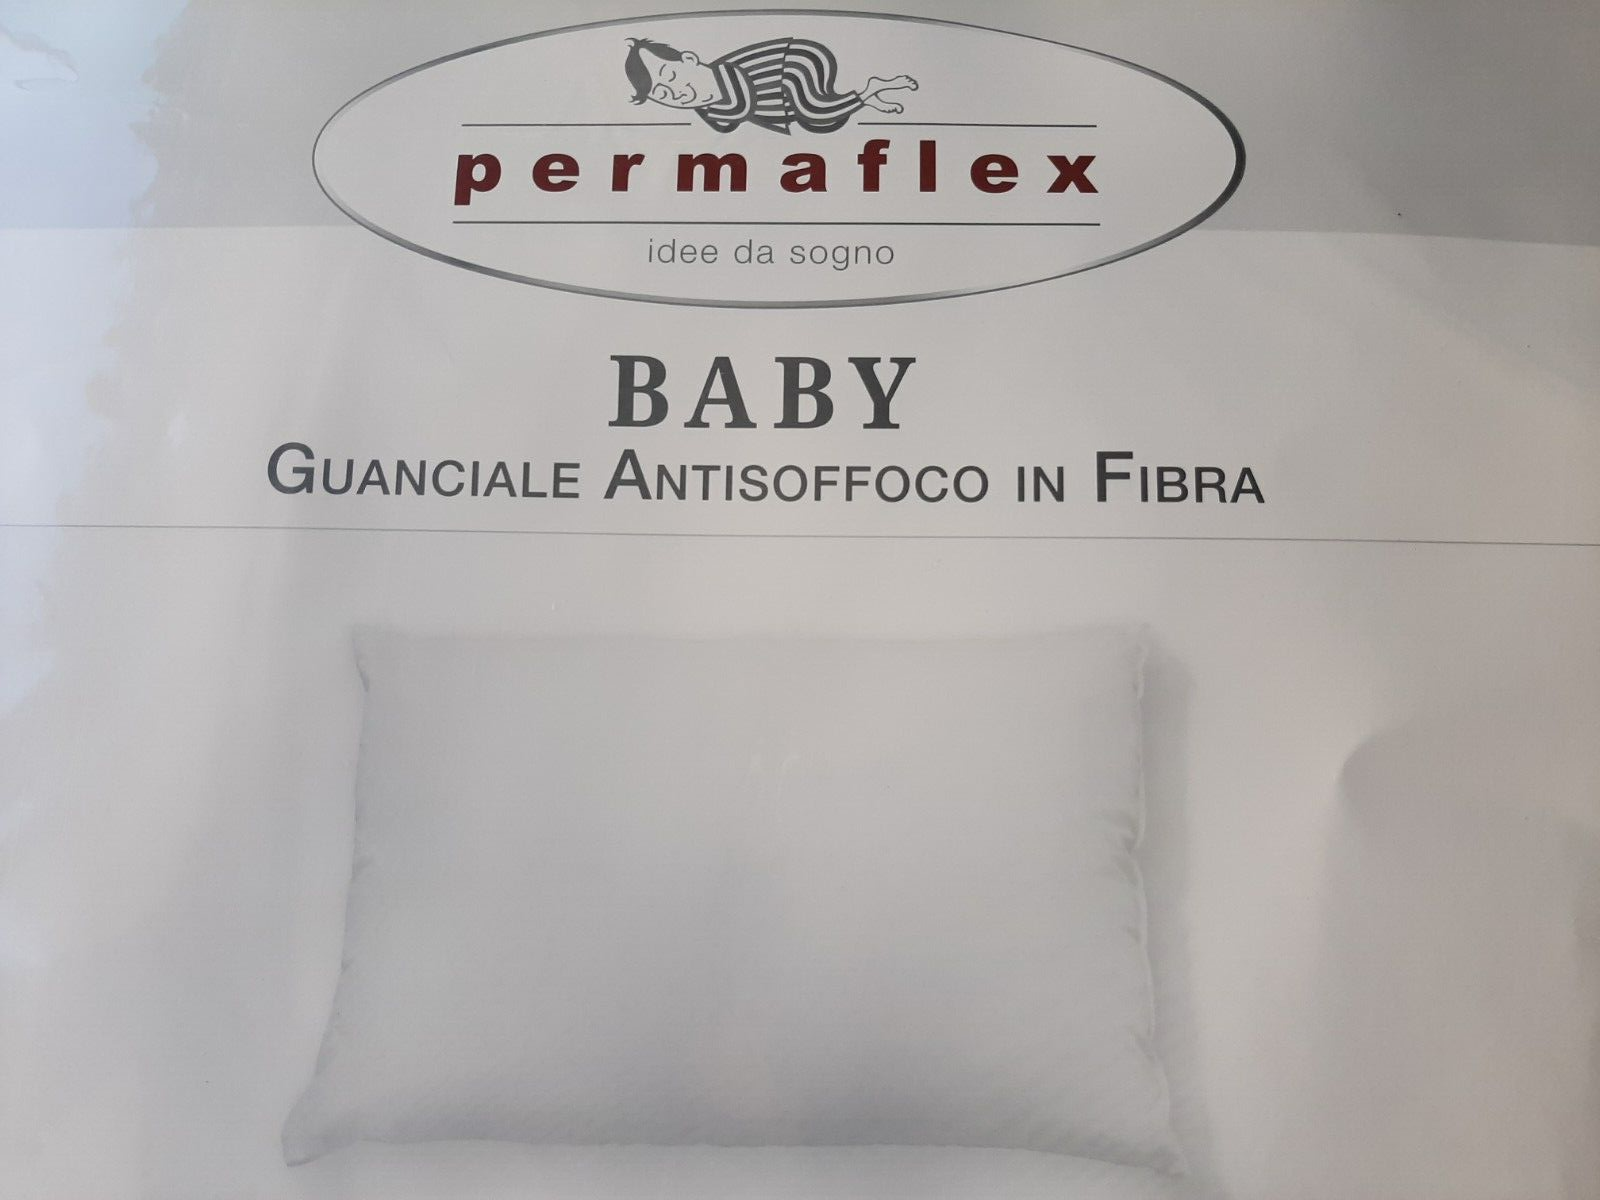 permaflex
idee da sogno
BABY
GUANCIALE ANTISOFFOCO IN FIBRA